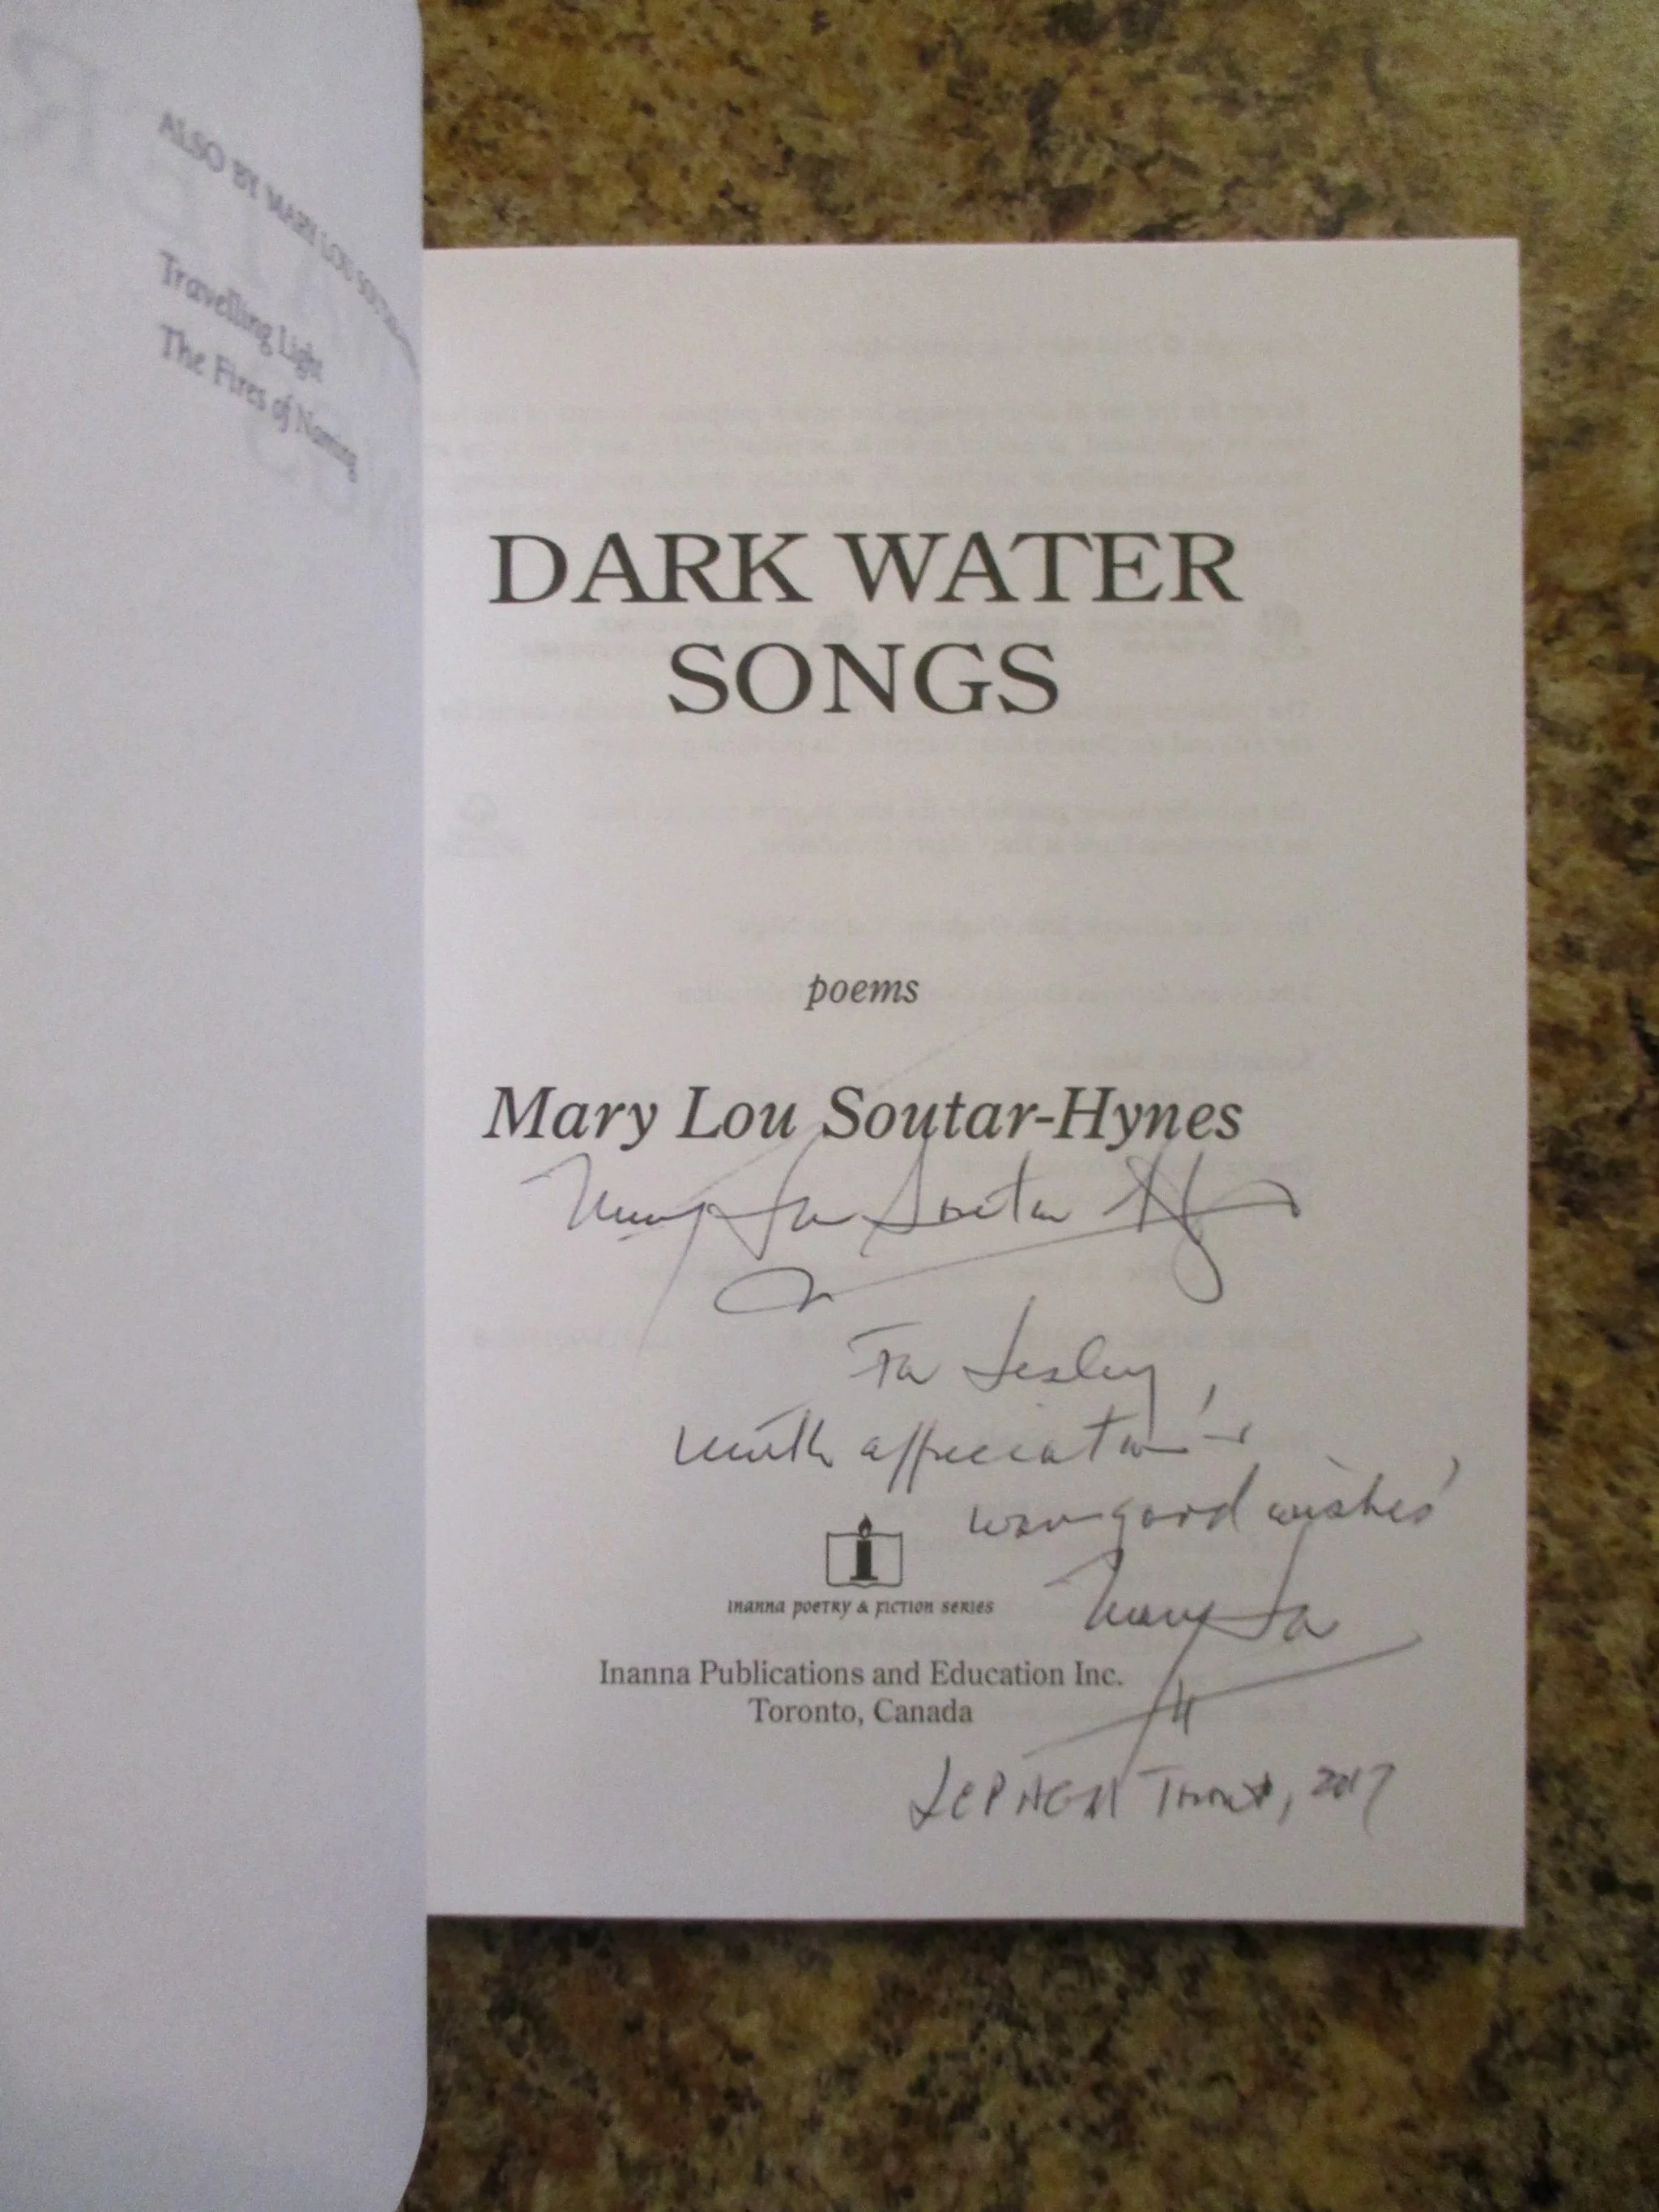 ALSO BY MARY LOU SOUTAR-
Travelling Light
The Fires of Naming
DARK WATER
SONGS
poems
Mary Lou Soutar-Hynes
Mary Lou Soutar Hynes
For Lesley,
with appreciation &
warm good wishes
Mary Lou
inanna poetry & fiction series
Inanna Publications and Education Inc.
Toronto, Canada
Toronto, 2017